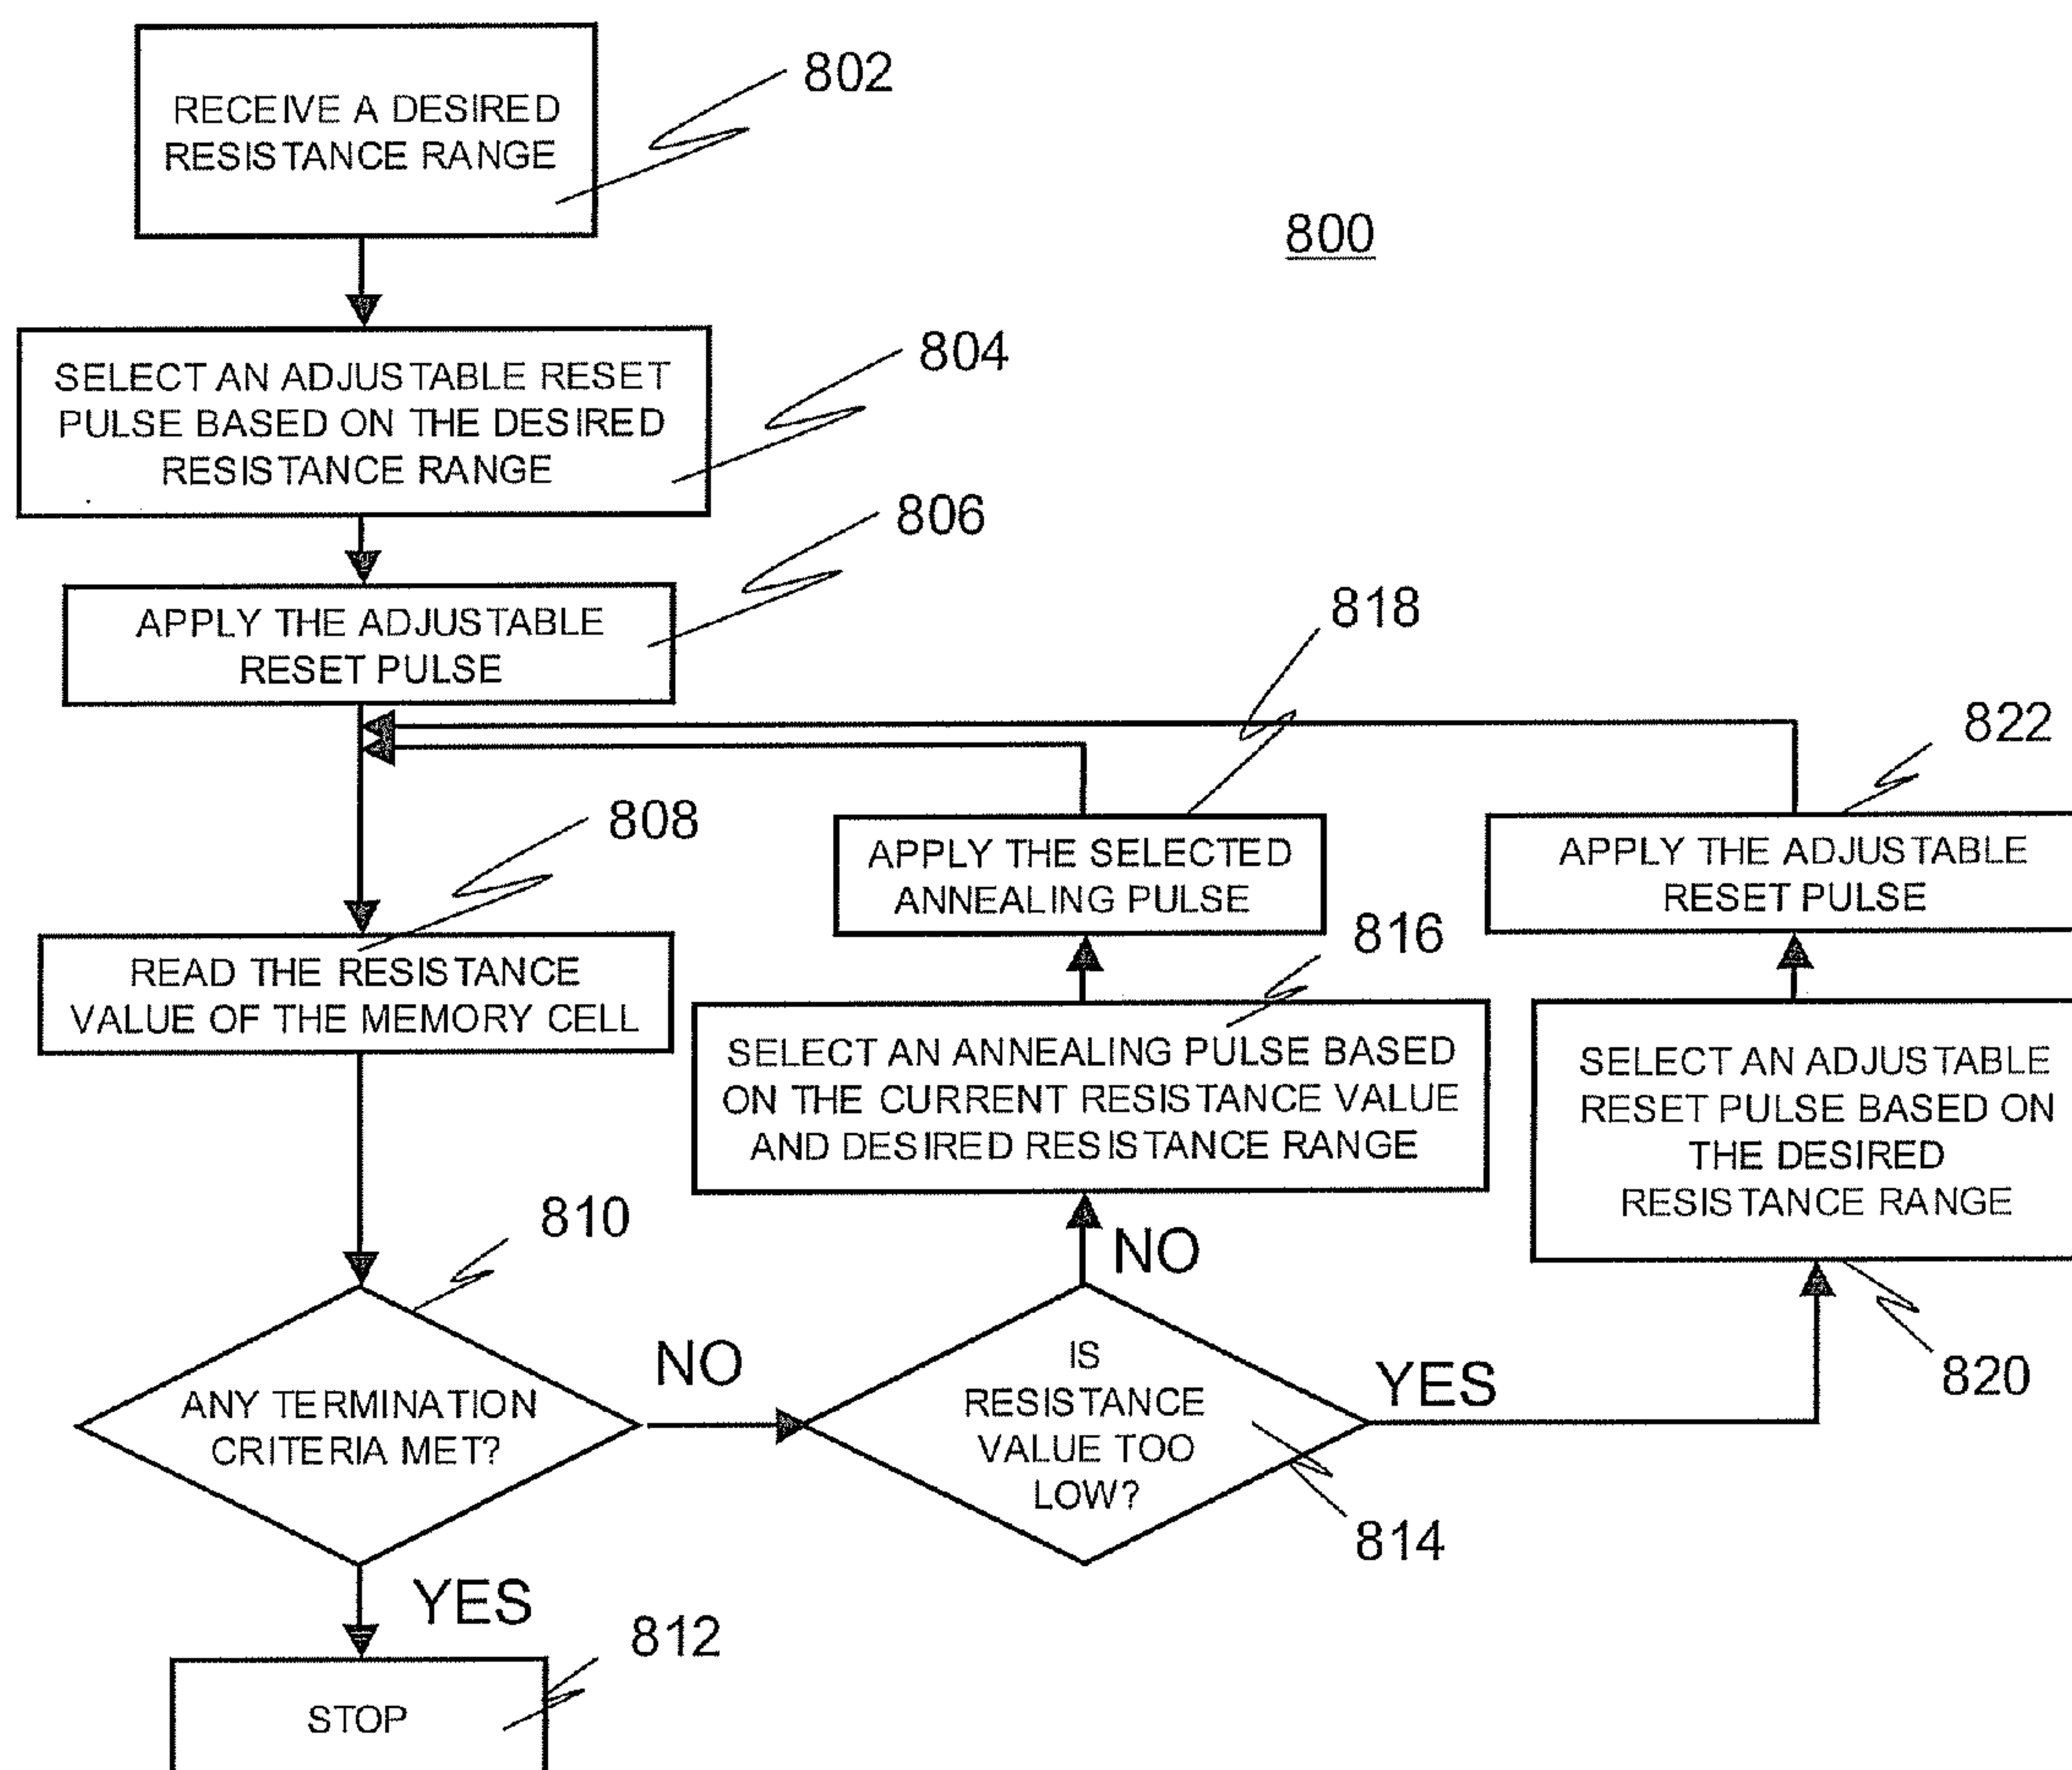 RECEIVE A DESIRED
RESISTANCE RANGE
802
800
SELECT AN ADJUSTABLE RESET
PULSE BASED ON THE DESIRED
RESISTANCE RANGE
804
APPLY THE ADJUSTABLE
RESET PULSE
806
818
822
808
READ THE RESISTANCE
VALUE OF THE MEMORY CELL
APPLY THE SELECTED
ANNEALING PULSE
APPLY THE ADJUSTABLE
RESET PULSE
816
SELECT AN ANNEALING PULSE BASED
ON THE CURRENT RESISTANCE VALUE
AND DESIRED RESISTANCE RANGE
SELECT AN ADJUSTABLE
RESET PULSE BASED ON
THE DESIRED
RESISTANCE RANGE
810
NO
ANY TERMINATION
CRITERIA MET?
NO
IS
RESISTANCE
VALUE TOO
LOW?
YES
820
814
YES
812
STOP